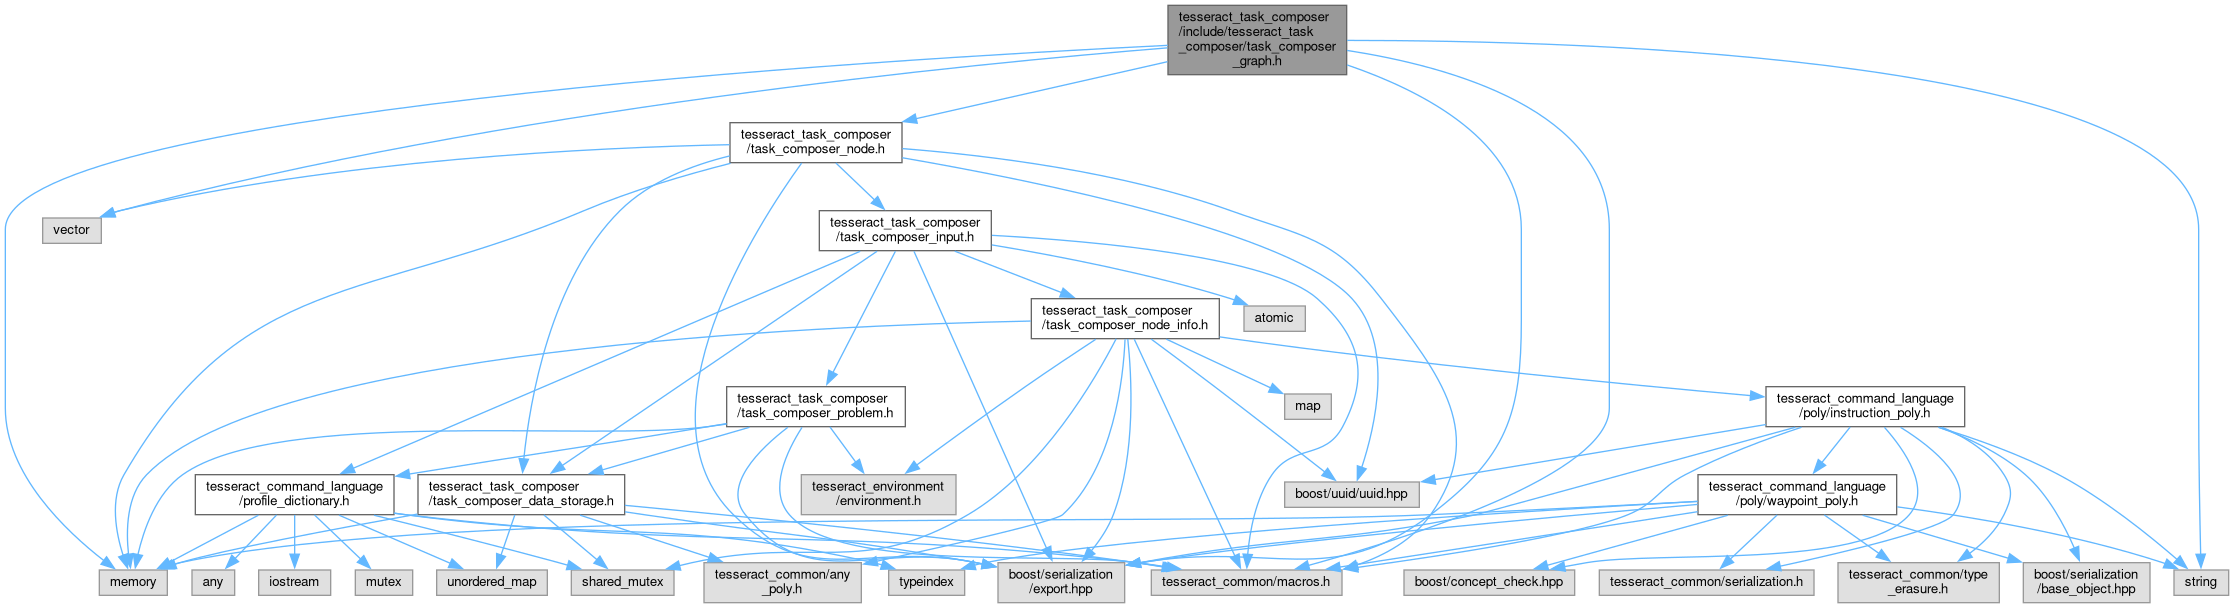 tesseract_task_composer
/include/tesseract_task
_composer/task_composer
_graph.h
tesseract_task_composer
/task_composer_node.h
vector
tesseract_task_composer
/task_composer_input.h
tesseract_task_composer
/task_composer_node_info.h
atomic
tesseract_task_composer
/task_composer_problem.h
map
tesseract_command_language
/poly/instruction_poly.h
tesseract_command_language
/profile_dictionary.h
tesseract_task_composer
/task_composer_data_storage.h
tesseract_environment
/environment.h
boost/uuid/uuid.hpp
tesseract_command_language
/poly/waypoint_poly.h
memory
any
iostream
mutex
unordered_map
shared_mutex
tesseract_common/any
_poly.h
typeindex
boost/serialization
/export.hpp
tesseract_common/macros.h
boost/concept_check.hpp
tesseract_common/serialization.h
tesseract_common/type
_erasure.h
boost/serialization
/base_object.hpp
string